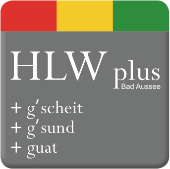 HLW plus
Bad Aussee
+ g'scheit
+ g'sund
+ guat